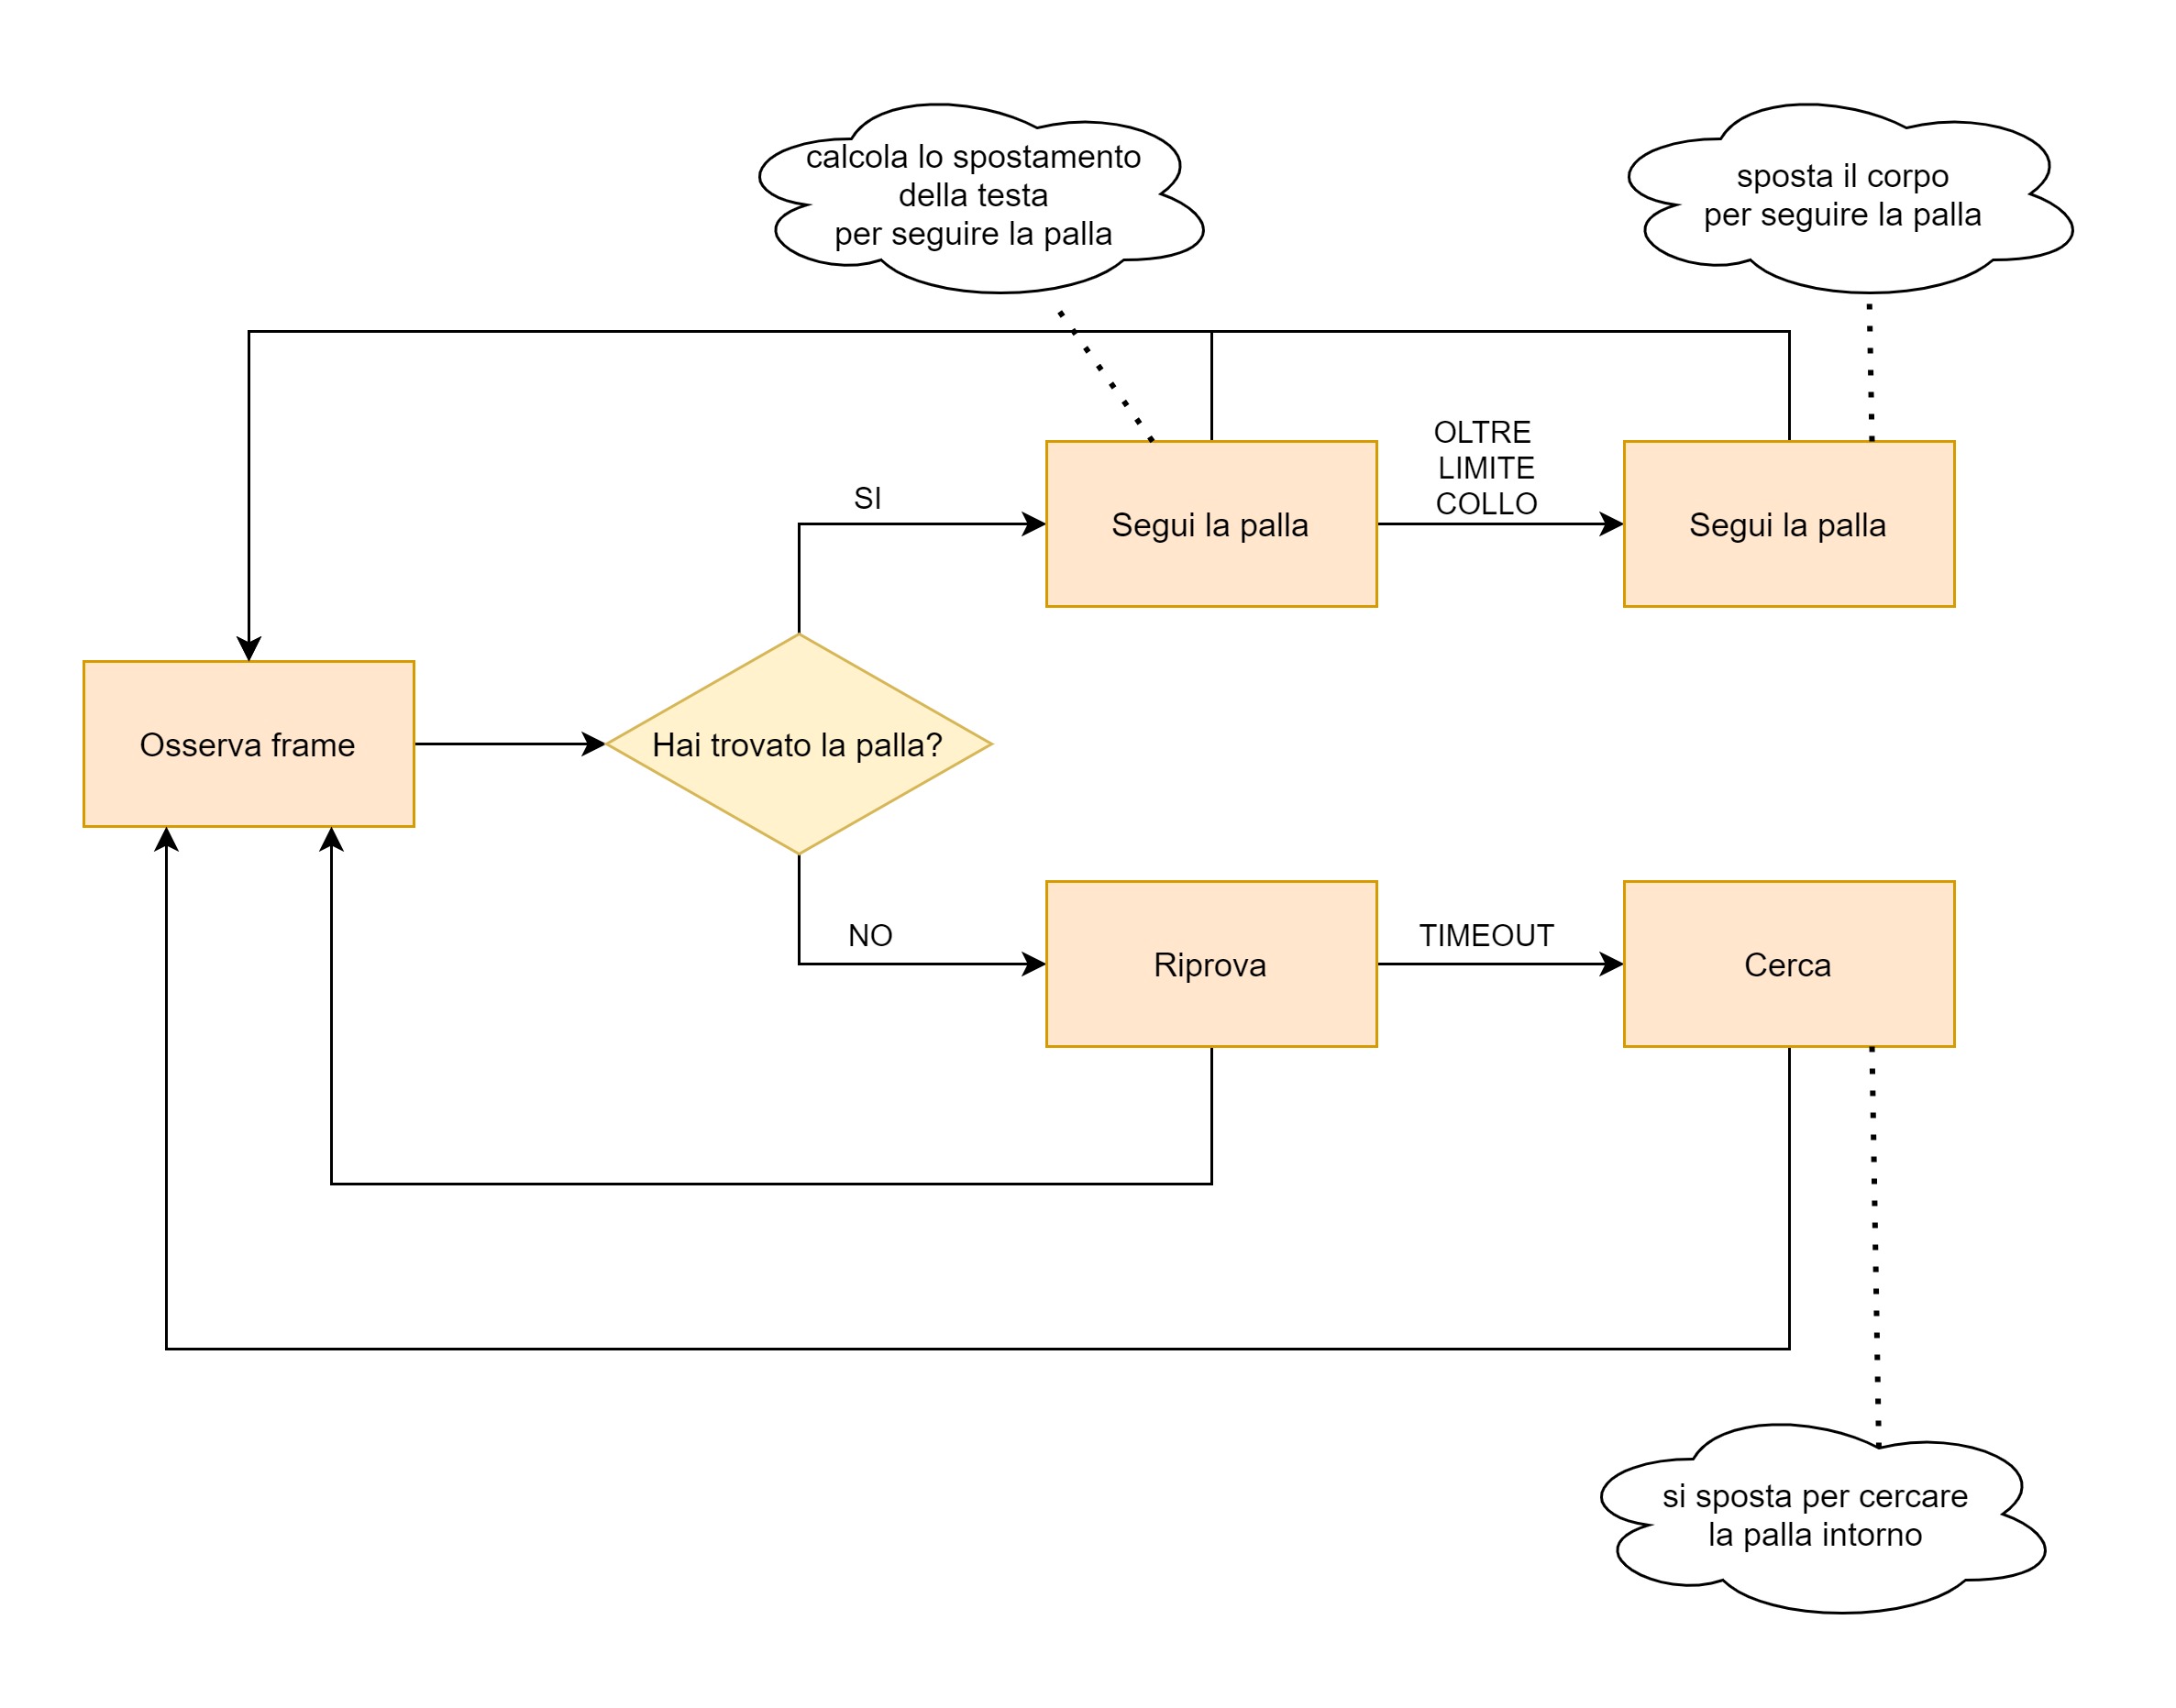 calcola lo spostamento
della testa
per seguire la palla
sposta il corpo
per seguire la palla
OLTRE
LIMITE
COLLO
SI
Segui la palla
Segui la palla
Osserva frame
Hai trovato la palla?
NO
TIMEOUT
Riprova
Cerca
si sposta per cercare
la palla intorno